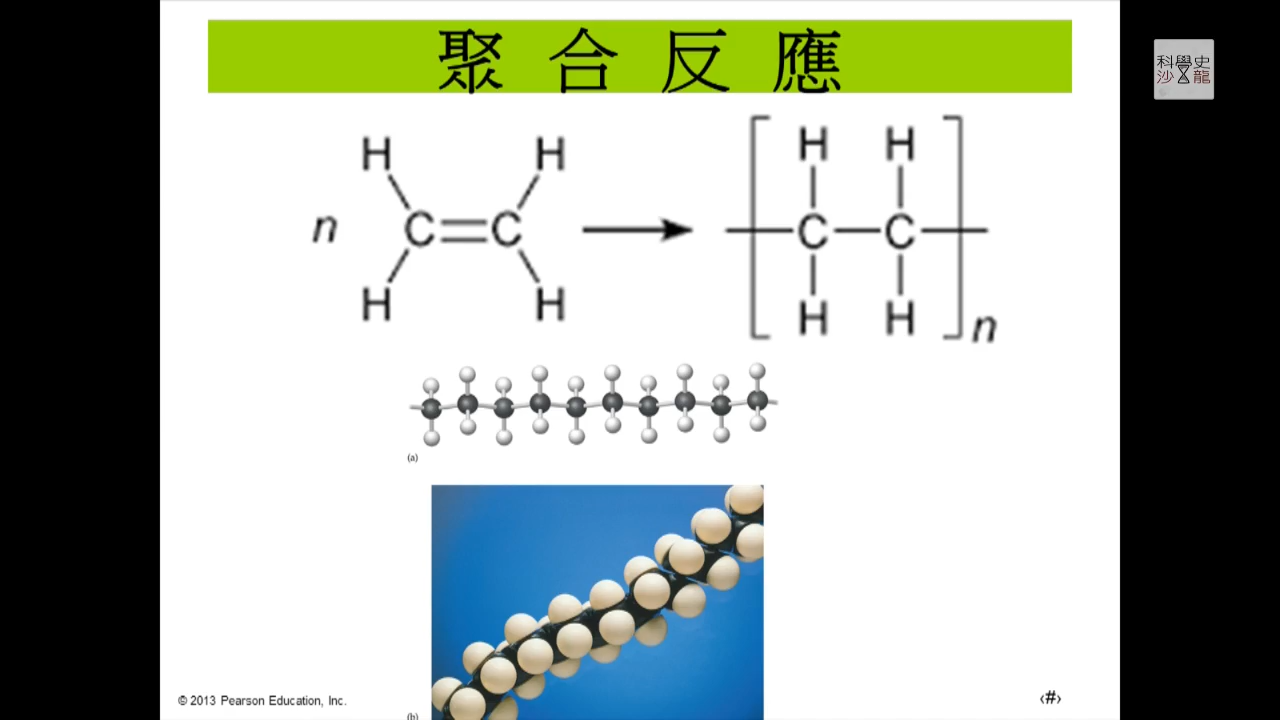 聚合反應
科學史
沙龍
H H H H
n C=C → C—C
H H H H n
(a)
(b)
© 2013 Pearson Education, Inc.
‹#›